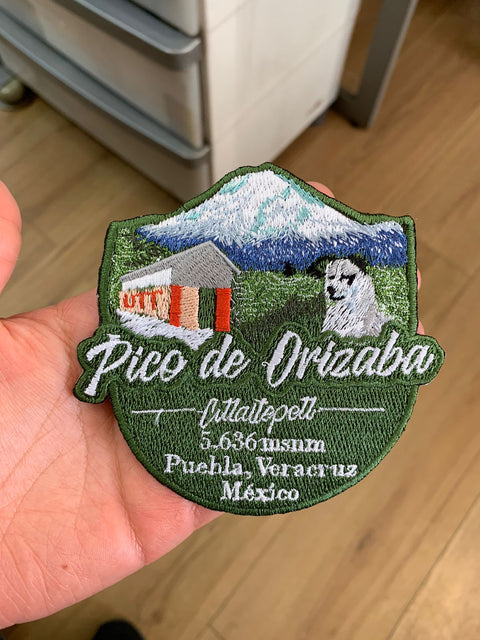 UTT
Pico de Orizaba
Citlaltepetl
5.636 msnm
Puebla, Veracruz
México